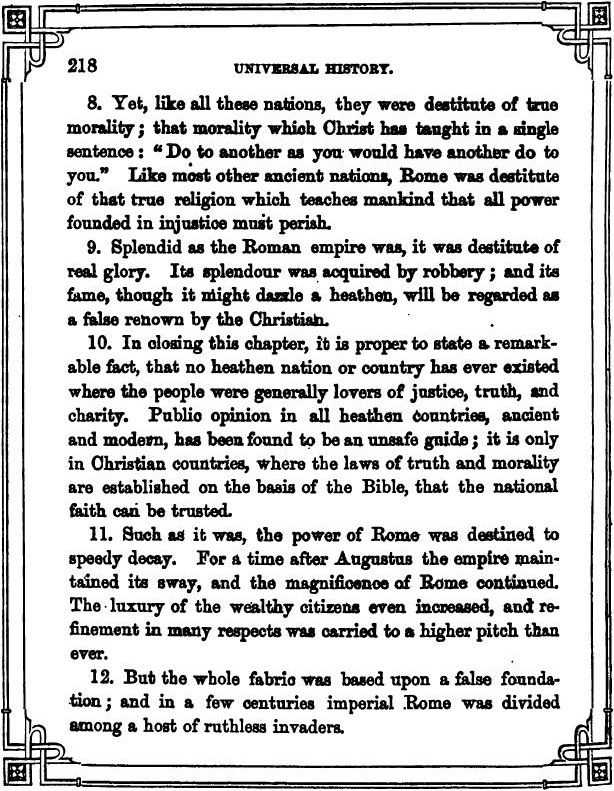 218
UNIVERSAL HISTORY.
8. Yet, like all these nations, they were destitute of true
morality; that morality which Christ has taught in a single
sentence: "Do to another as you would have another do to
you." Like most other ancient nations, Rome was destitute
of that true religion which teaches mankind that all power
founded in injustice must perish.
9. Splendid as the Roman empire was, it was destitute of
real glory. Its splendour was acquired by robbery; and its
fame, though it might dazzle a heathen, will be regarded as
a false renown by the Christian.
10. In closing this chapter, it is proper to state a remark-
able fact, that no heathen nation or country has ever existed
where the people were generally lovers of justice, truth, and
charity. Public opinion in all heathen countries, ancient
and modern, has been found to be an unsafe guide; it is only
in Christian countries, where the laws of truth and morality
are established on the basis of the Bible, that the national
faith can be trusted.
11. Such as it was, the power of Rome was destined to
speedy decay. For a time after Augustus the empire main-
tained its sway, and the magnificence of Rome continued.
The luxury of the wealthy citizens even increased, and re-
finement in many respects was carried to a higher pitch than
ever.
12. But the whole fabric was based upon a false founda-
tion; and in a few centuries imperial Rome was divided
among a host of ruthless invaders.